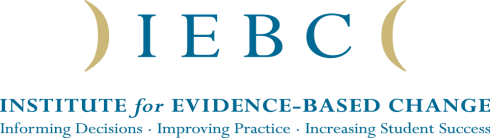 IEBC
INSTITUTE for EVIDENCE-BASED CHANGE
Informing Decisions · Improving Practice · Increasing Student Success